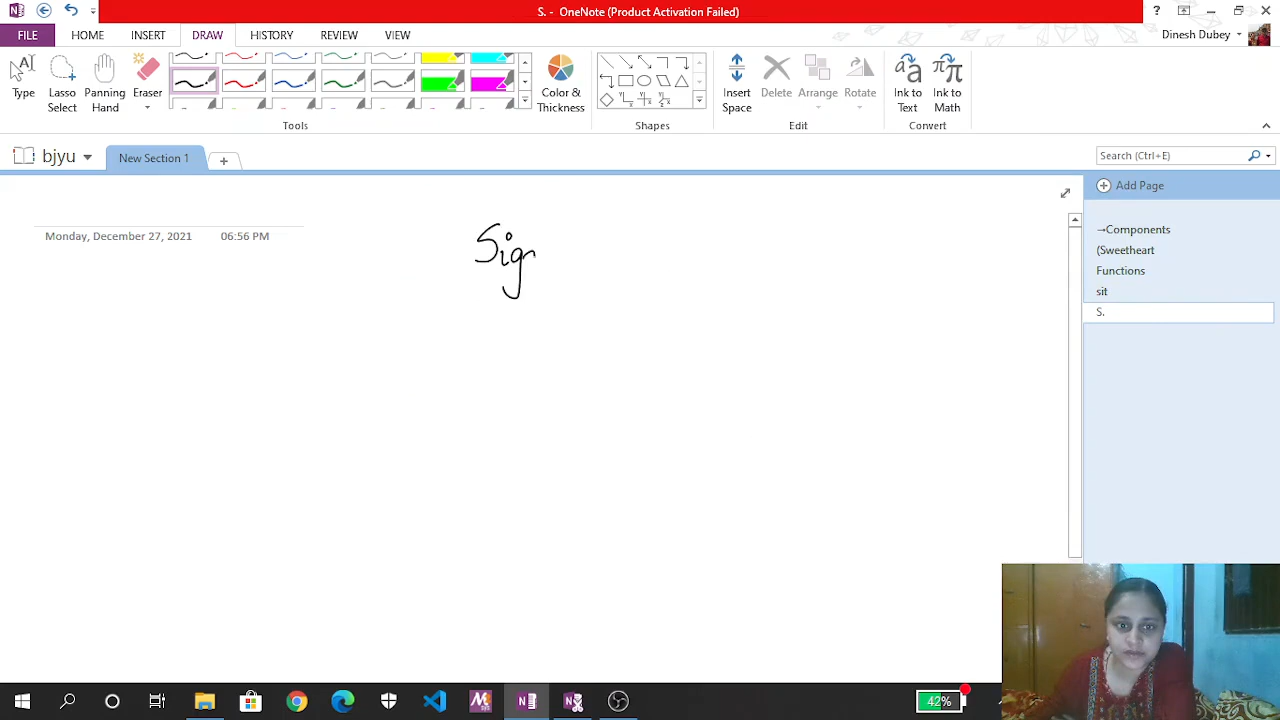 S. - OneNote (Product Activation Failed)
?
FILE HOME INSERT DRAW HISTORY REVIEW VIEW Dinesh Dubey
Type Lasso Select Panning Hand Eraser Color & Thickness Insert Space Delete Arrange Rotate Ink to Text Ink to Math
Tools Shapes Edit Convert
bjyu New Section 1 Search (Ctrl+E)
Add Page
Monday, December 27, 2021 06:56 PM
Sign
→Components
(Sweetheart
Functions
sit
S.
42%